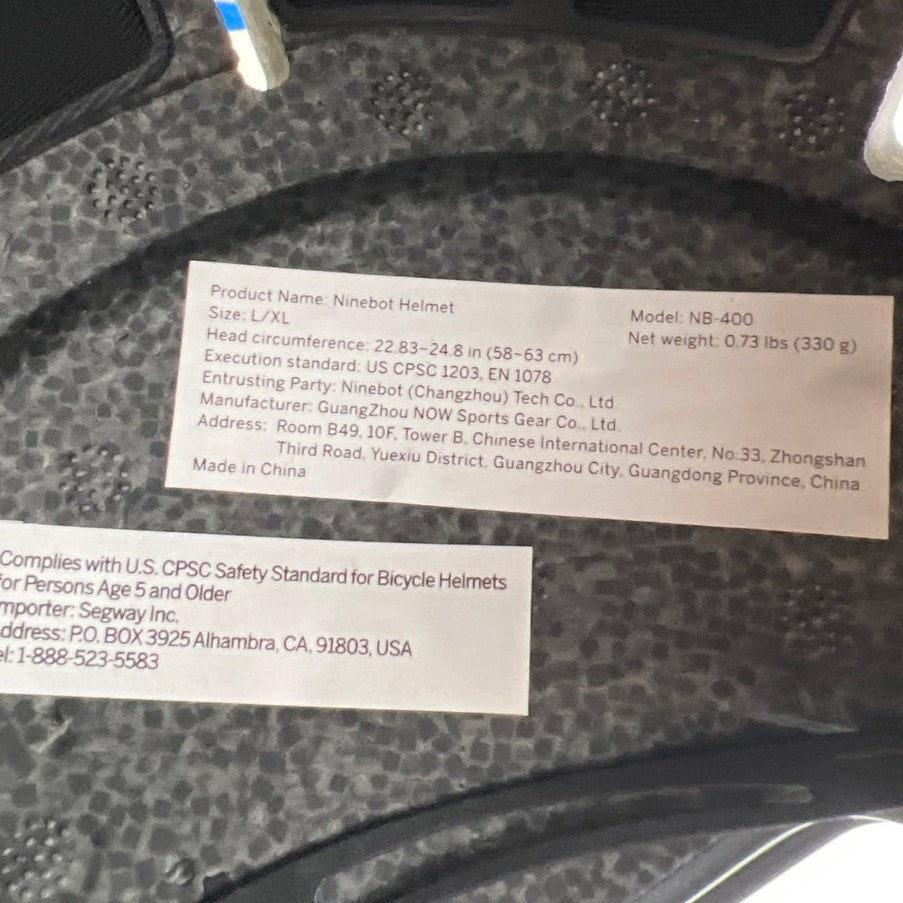 Product Name: Ninebot Helmet
Model: NB-400
Size: L/XL
Net weight: 0.73 lbs (330 g)
Head circumference: 22.83~24.8 in (58~63 cm)
Execution standard: US CPSC 1203, EN 1078
Entrusting Party: Ninebot (Changzhou) Tech Co., Ltd.
Manufacturer: GuangZhou NOW Sports Gear Co., Ltd.
Address: Room B49, 10F, Tower B, Chinese International Center, No.33, Zhongshan
Third Road, Yuexiu District, Guangzhou City, Guangdong Province, China
Made in China
Complies with U.S. CPSC Safety Standard for Bicycle Helmets
for Persons Age 5 and Older
mporter: Segway Inc.
ddress: P.O. BOX 3925 Alhambra, CA, 91803, USA
el: 1-888-523-5583